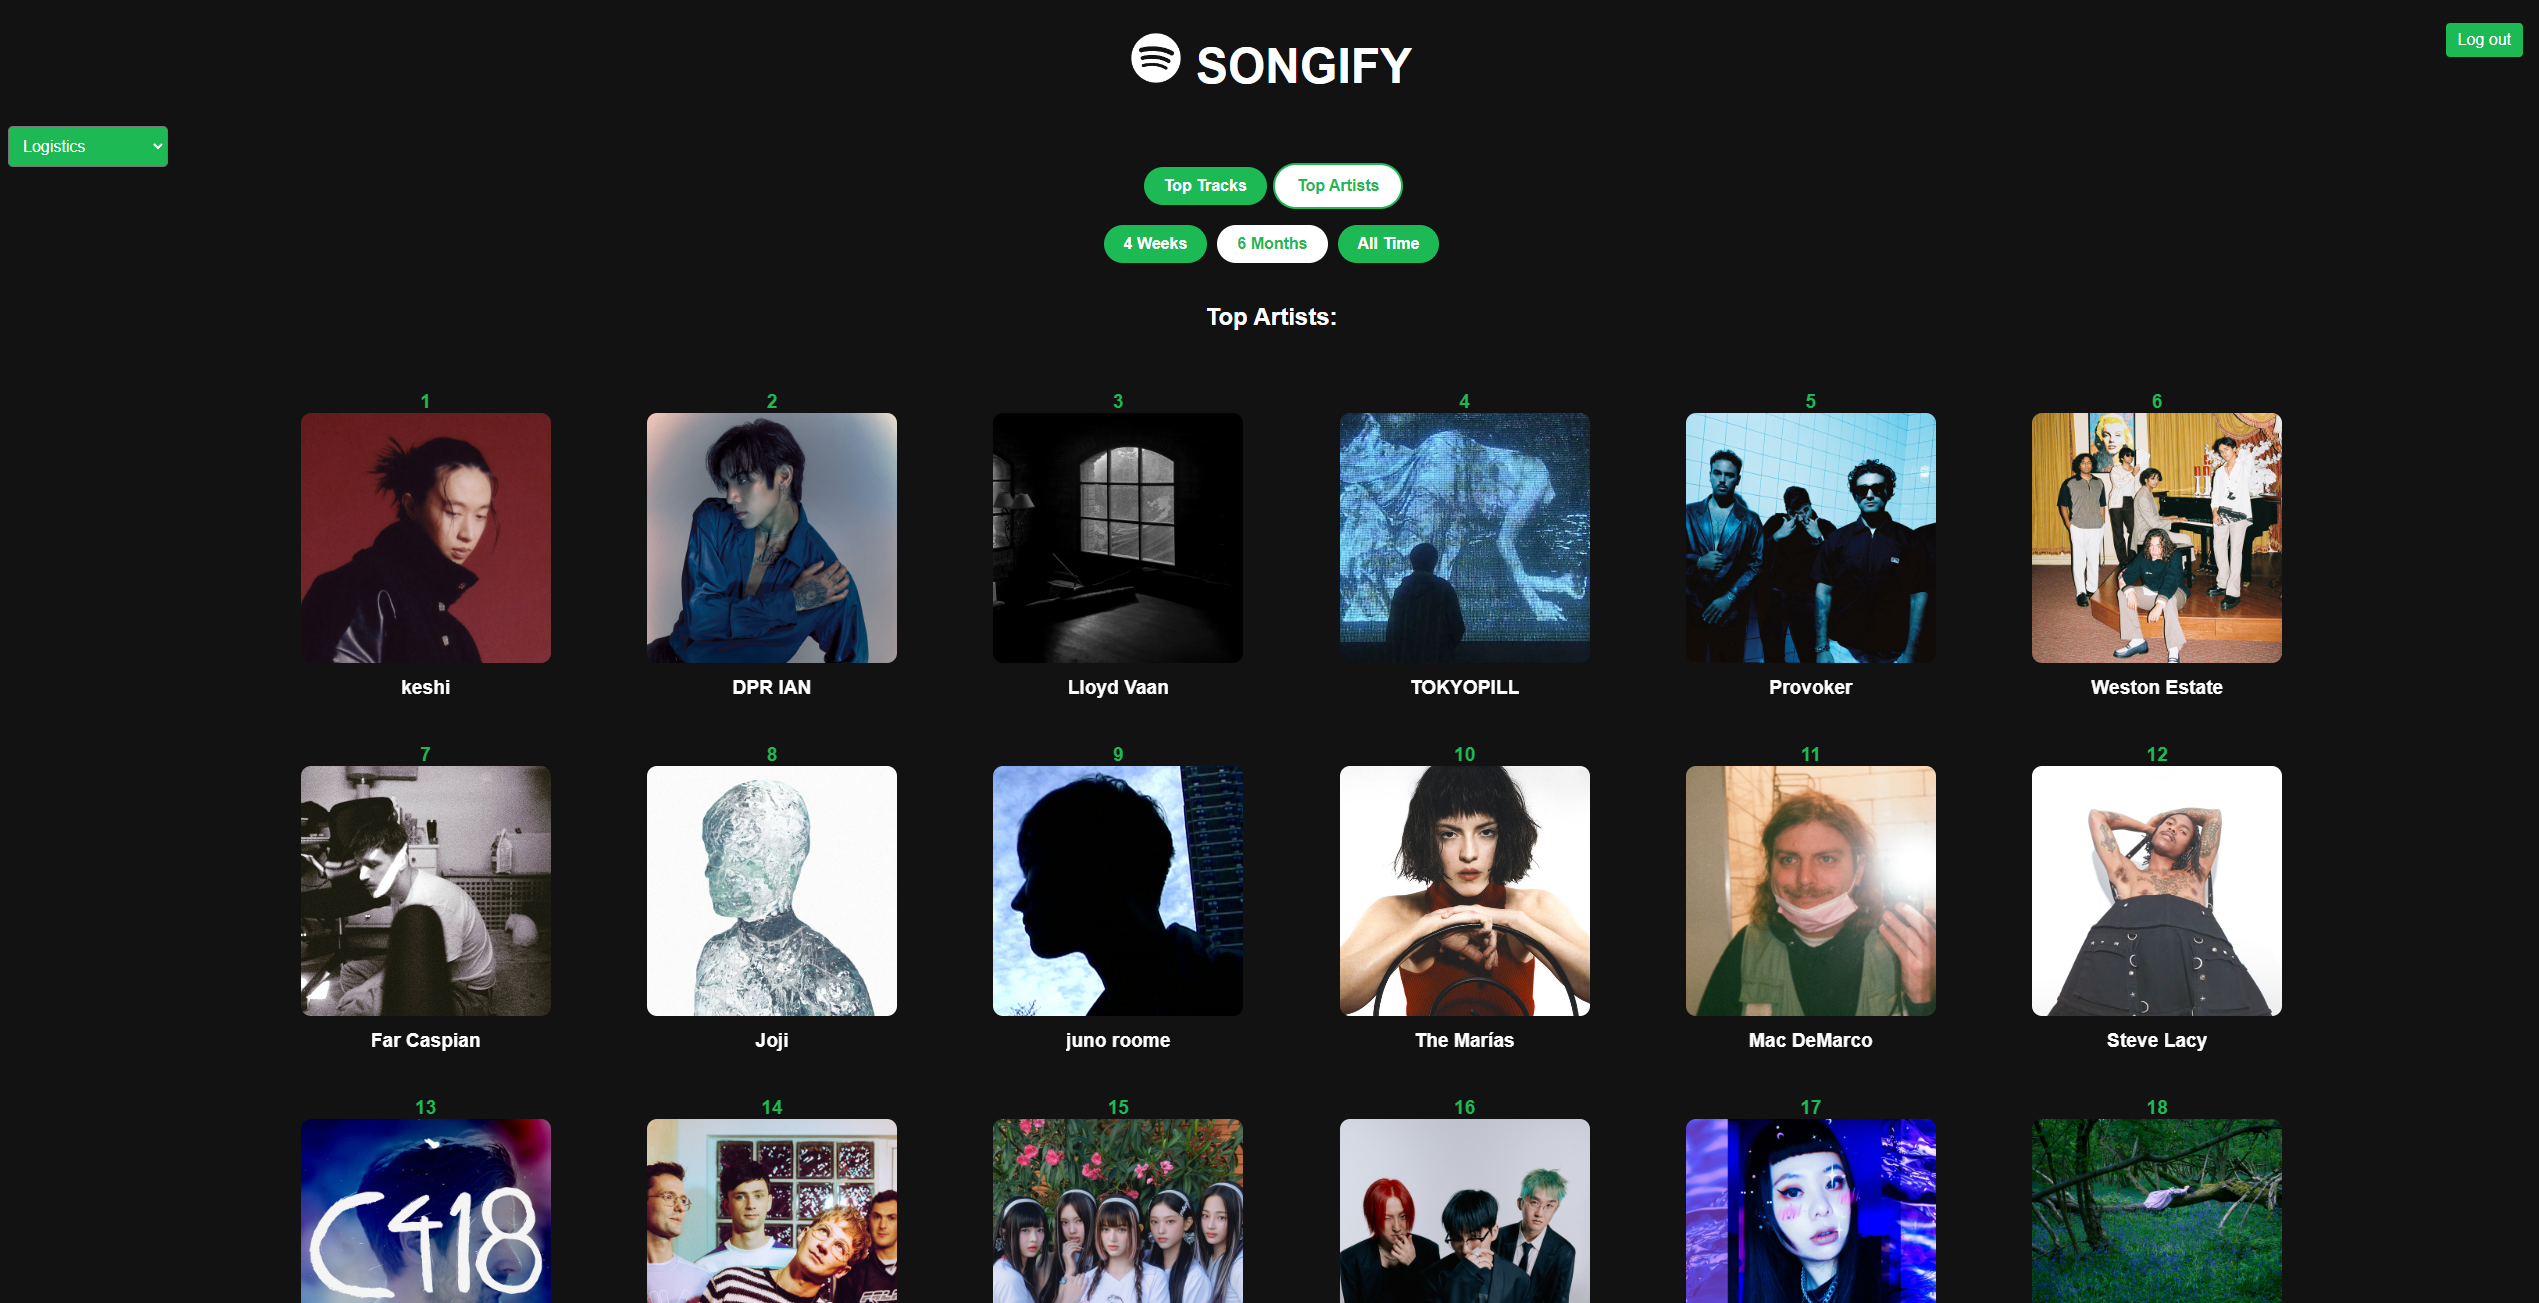 SONGIFY
Log out
Logistics
Top Tracks
Top Artists
4 Weeks
6 Months
All Time
Top Artists:
1
2
3
4
5
6
keshi
DPR IAN
Lloyd Vaan
TOKYOPILL
Provoker
Weston Estate
7
8
9
10
11
12
Far Caspian
Joji
juno roome
The Marías
Mac DeMarco
Steve Lacy
13
14
15
16
17
18
C418